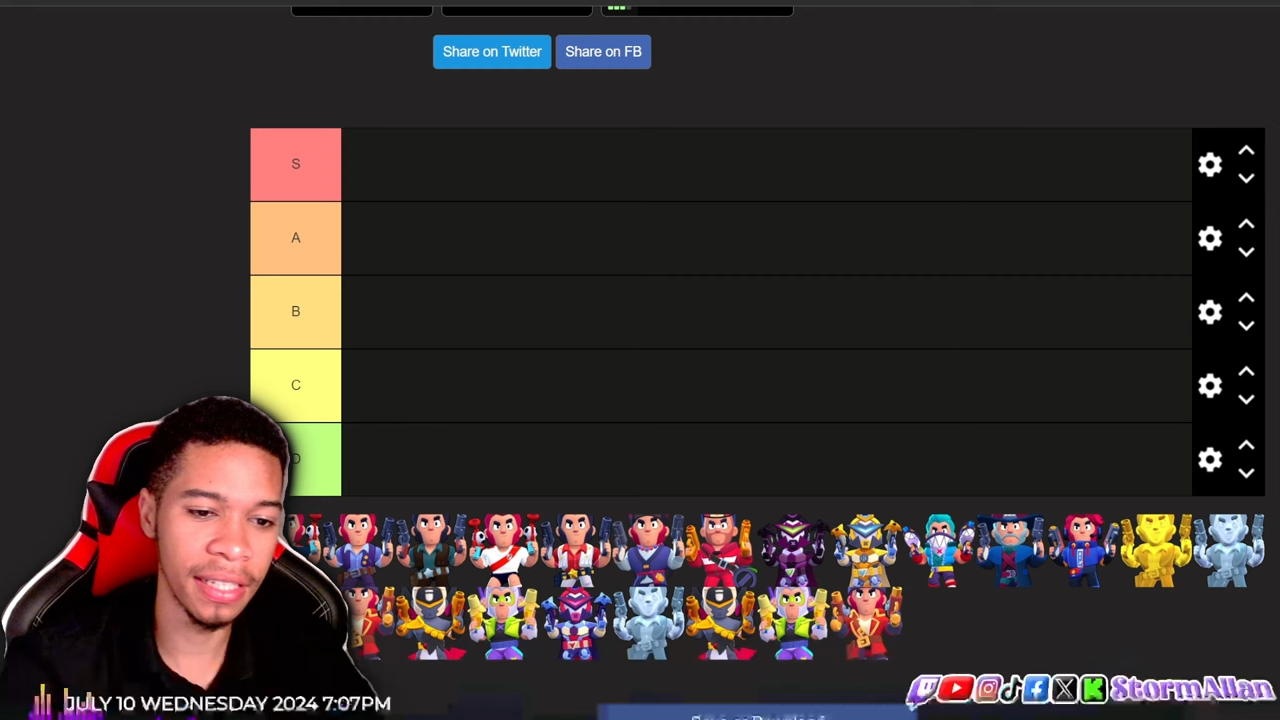 Share on Twitter Share on FB
S
A
B
C
D
JULY 10 WEDNESDAY 2024 7:07PM
StormAllan